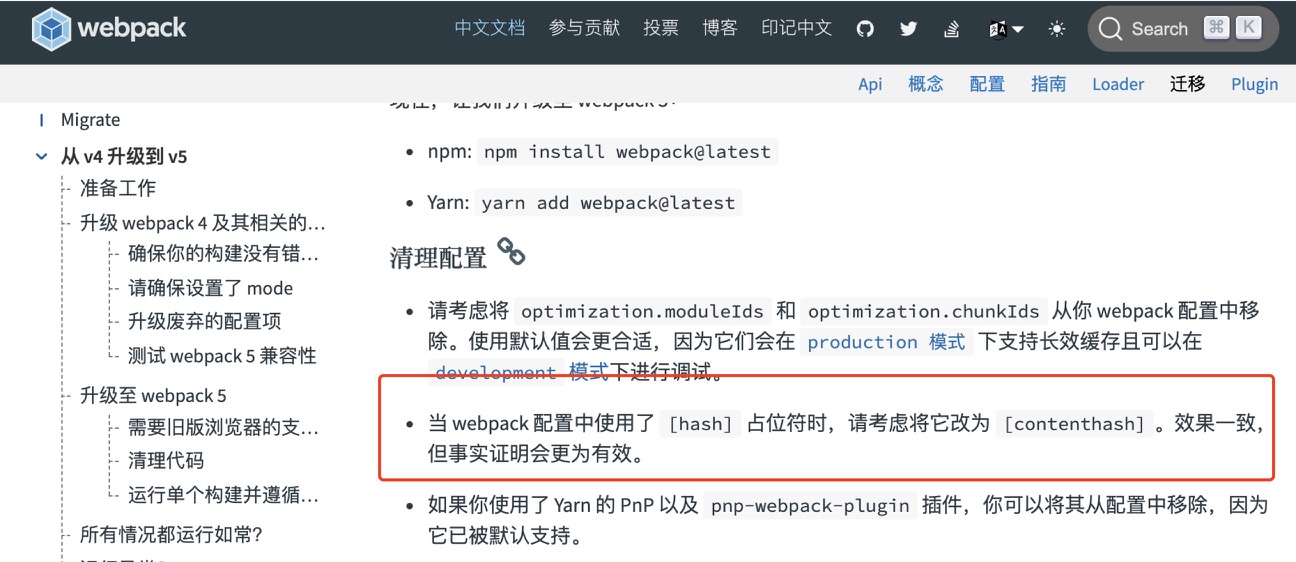 webpack
中文文档 参与贡献 投票 博客 印记中文 Search ⌘ K
Api 概念 配置 指南 Loader 迁移 Plugin
Migrate
从 v4 升级到 v5
准备工作
升级 webpack 4 及其相关的…
确保你的构建没有错…
请确保设置了 mode
升级废弃的配置项
测试 webpack 5 兼容性
升级至 webpack 5
需要旧版浏览器的支…
清理代码
运行单个构建并遵循…
所有情况都运行如常?
现在，让我们升级至 webpack 5：
npm: npm install webpack@latest
Yarn: yarn add webpack@latest
清理配置
请考虑将 optimization.moduleIds 和 optimization.chunkIds 从你 webpack 配置中移
除。使用默认值会更合适，因为它们会在 production 模式 下支持长效缓存且可以在
development 模式下进行调试。
当 webpack 配置中使用了 [hash] 占位符时，请考虑将它改为 [contenthash] 。效果一致，
但事实证明会更为有效。
如果你使用了 Yarn 的 PnP 以及 pnp-webpack-plugin 插件，你可以将其从配置中移除，因为
它已被默认支持。